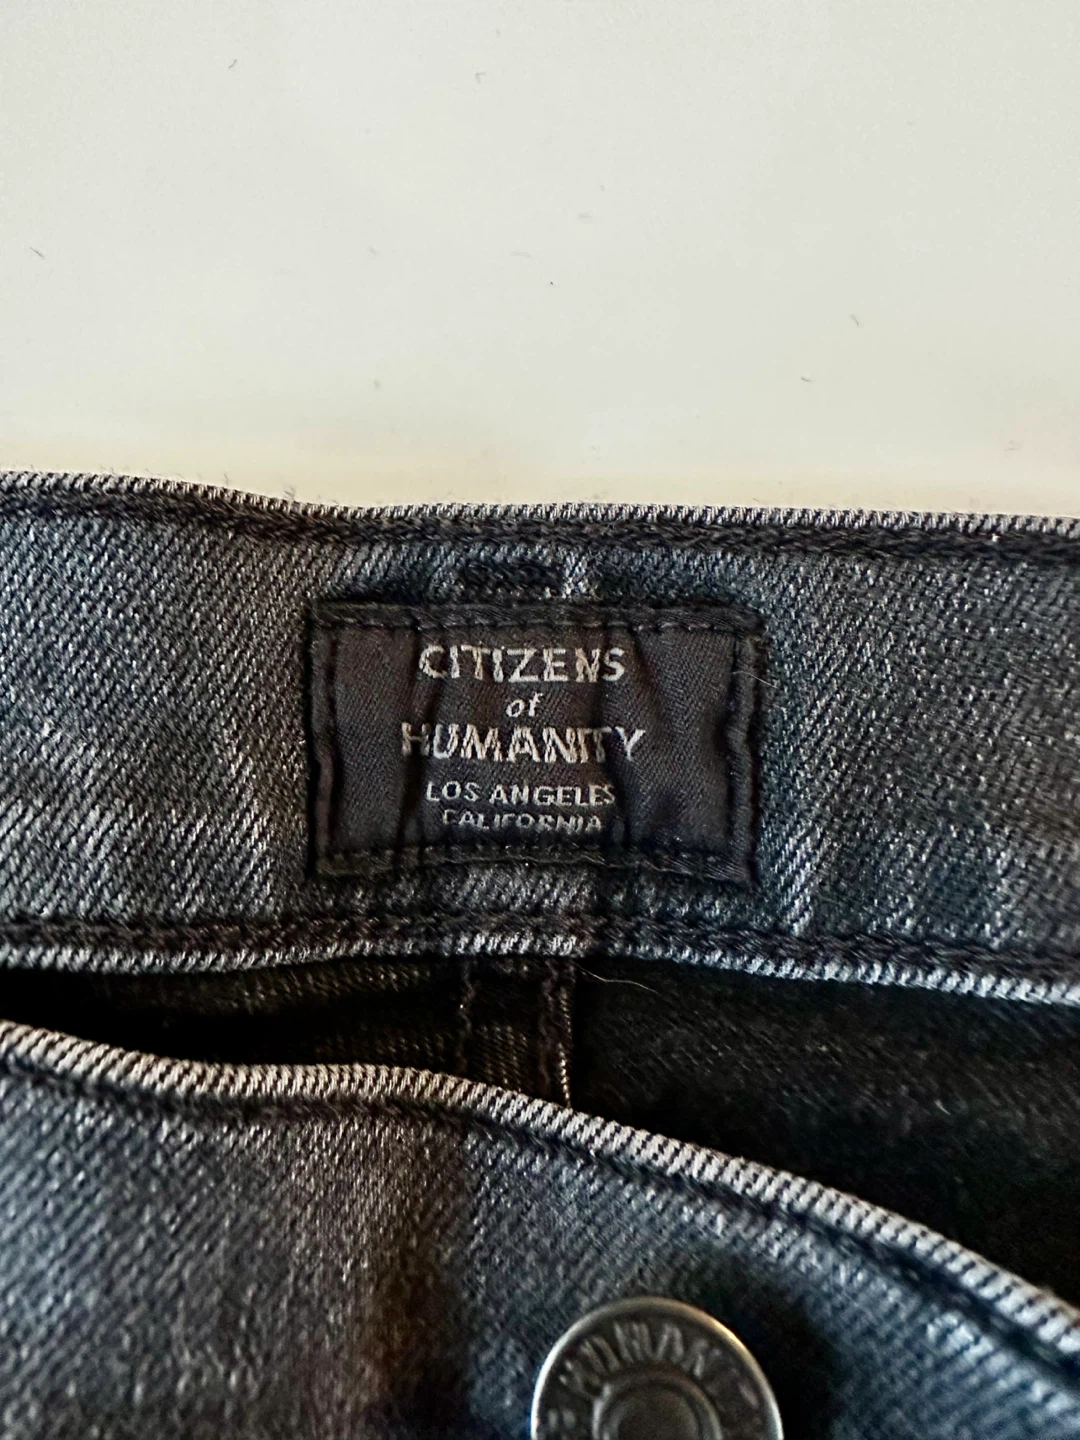 CITIZENS
of
HUMANITY
LOS ANGELES
CALIFORNIA